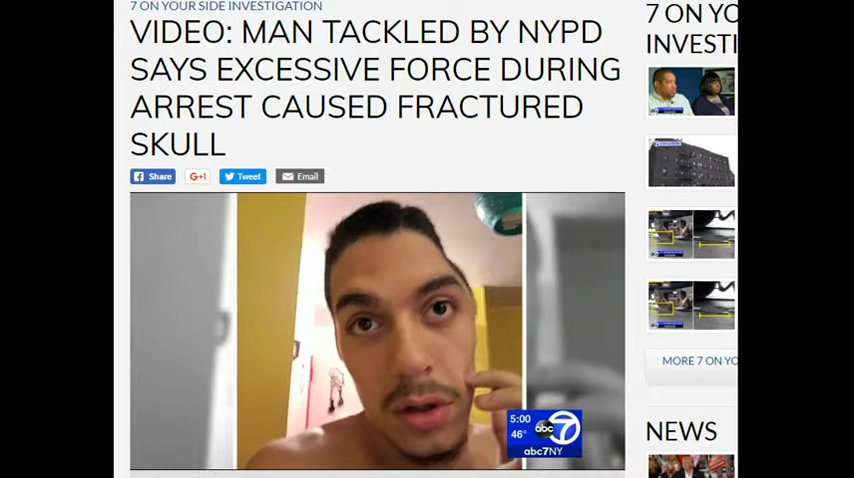 7 ON YOUR SIDE INVESTIGATION
VIDEO: MAN TACKLED BY NYPD
SAYS EXCESSIVE FORCE DURING
ARREST CAUSED FRACTURED
SKULL
Share
G+1
Tweet
Email
5:00
46°
abc 7
abc7NY
7 ON YO
INVESTI
MORE 7 ON YO
NEWS